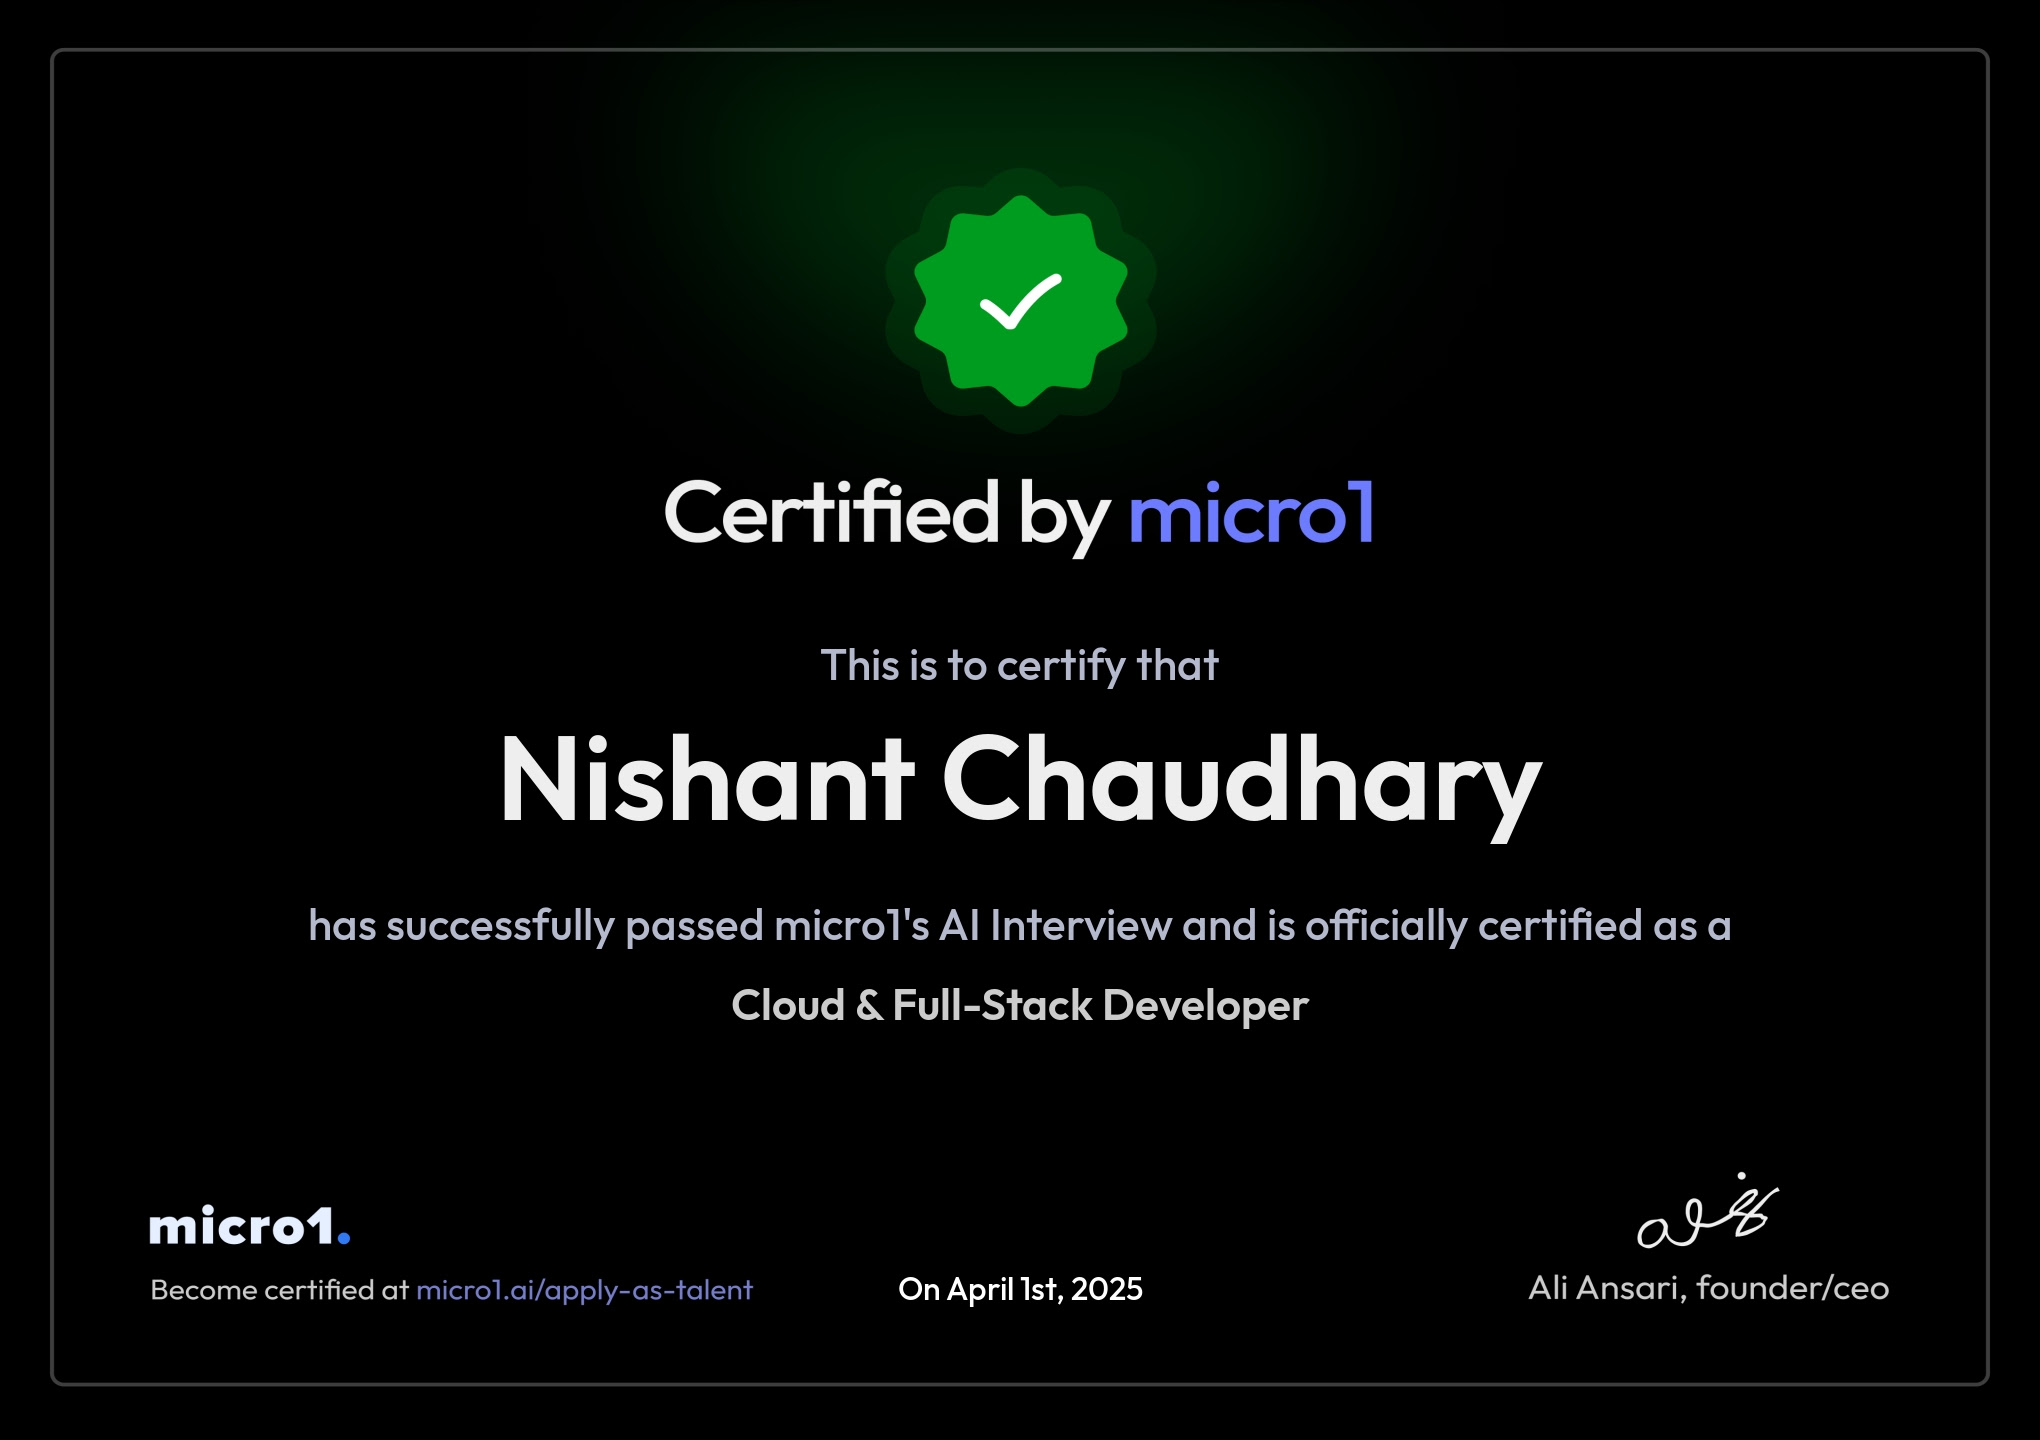 Certified by micro1
This is to certify that
Nishant Chaudhary
has successfully passed micro1's AI Interview and is officially certified as a
Cloud & Full-Stack Developer
micro1.
Become certified at micro1.ai/apply-as-talent
On April 1st, 2025
Ali Ansari, founder/ceo